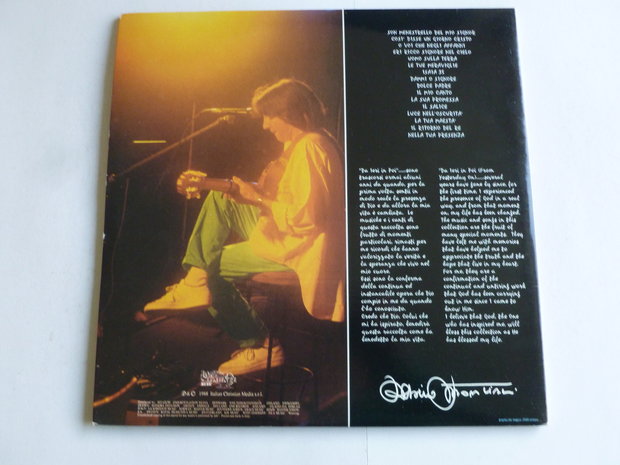 SON MENESTRELLO DEL MIO SIGNOR
COSI' DISSE UN GIORNO CRISTO
O VOI CHE NEGLI AFFANNI
ERI RICCO SIGNORE NEL CIELO
UOMO SULLA TERRA
LE TUE MERAVIGLIE
ISAIA 35
DAMMI O SIGNORE
DOLCE PADRE
IL MIO CANTO
LA SUA PROMESSA
IL SALICE
LUCE NELL'OSCURITA'
LA TUA MAESTA'
IL RITORNO DEL RE
NELLA TUA PRESENZA
"Da Ieri in Poi"....sono
trascorsi ormai alcuni
anni da quando, per la
prima volta, sentii in
modo reale la presenza
di Dio e da allora la mia
vita è cambiata. Le
musiche e i canti di
questa raccolta sono
frutto di momenti
particolari, rimasti per
me ricordi che hanno
valorizzato la verità e
la speranza che vive nel
mio cuore.
Essi sono la conferma
della continua ed
instancabile opera che Dio
compie in me da quando
l'ho conosciuto.
Credo che Dio, Colui che
mi ha ispirato, benedirà
questa raccolta come ha
benedetto la mia vita.
"Da Ieri in Poi (From
Yesterday On)....several
years have gone by since, for
the first time, I experienced
the presence of God in a real
way, and from that moment
on, my life has been changed.
The music and songs in this
collection are the fruit of
many special moments. They
have left me with memories
that have helped me to
appreciate the truth and the
hope that live in my heart.
For me, they are a
confirmation of the
continual and untiring work
that God has been carrying
out in me since I came to
know Him.
I believe that God, the One
who has inspired me, will
bless this collection as He
has blessed my life.
℗ & © 1988 Italian Christian Media s.r.l.